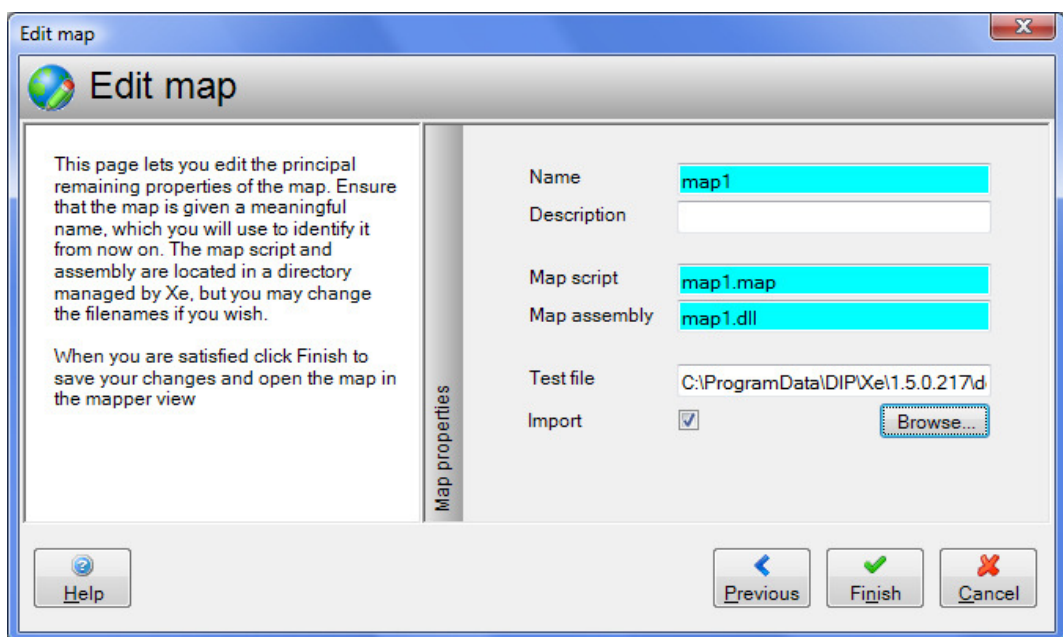 Edit map
Edit map
This page lets you edit the principal
remaining properties of the map. Ensure
that the map is given a meaningful
name, which you will use to identify it
from now on. The map script and
assembly are located in a directory
managed by Xe, but you may change
the filenames if you wish.
When you are satisfied click Finish to
save your changes and open the map in
the mapper view
Map properties
Name map1
Description
Map script map1.map
Map assembly map1.dll
Test file C:\ProgramData\DIP\Xe\1.5.0.217\d
Import Browse...
Help Previous Finish Cancel